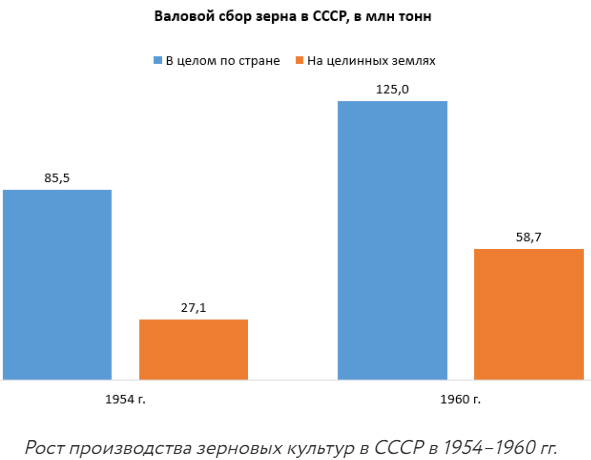 Валовой сбор зерна в СССР, в млн тонн
В целом по стране На целинных землях
125,0
85,5
58,7
27,1
1954 г. 1960 г.
Рост производства зерновых культур в СССР в 1954–1960 гг.